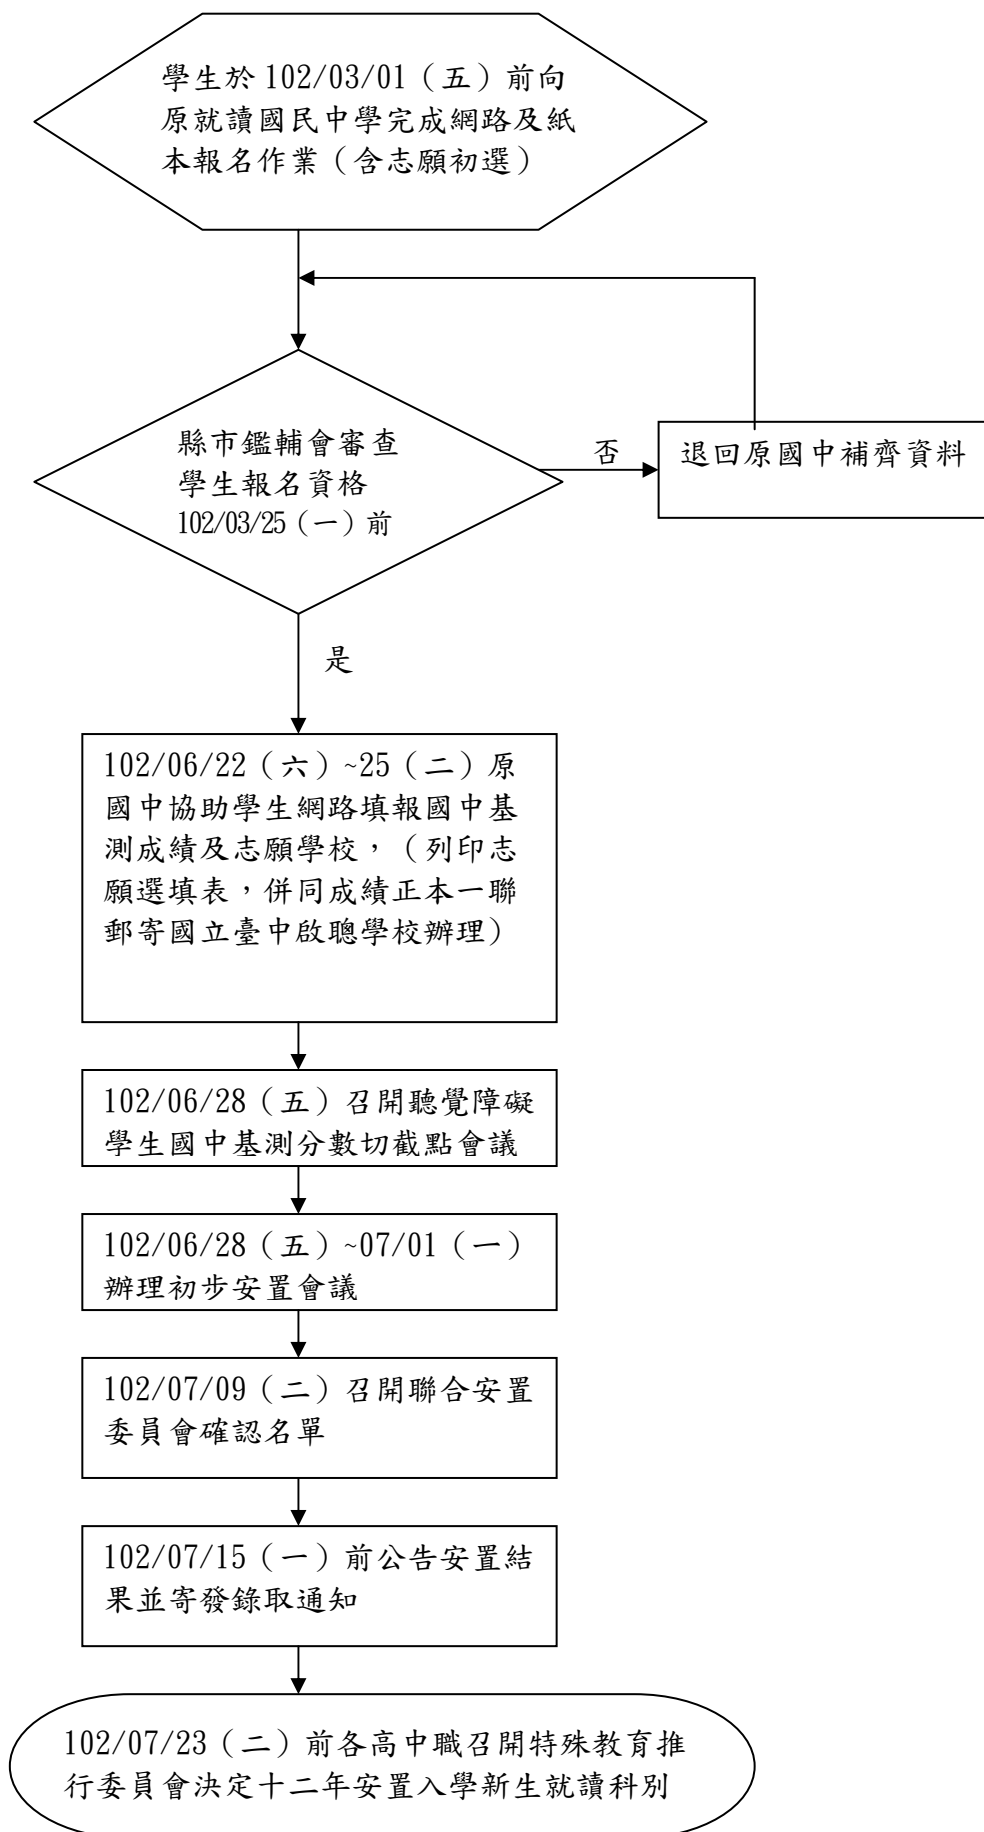 學生於 102/03/01（五）前向
原就讀國民中學完成網路及紙
本報名作業（含志願初選）
縣市鑑輔會審查
學生報名資格
102/03/25（一）前
否
退回原國中補齊資料
是
102/06/22（六）~25（二）原
國中協助學生網路填報國中基
測成績及志願學校，（列印志
願選填表，併同成績正本一聯
郵寄國立臺中啟聰學校辦理）
102/06/28（五）召開聽覺障礙
學生國中基測分數切截點會議
102/06/28（五）~07/01（一）
辦理初步安置會議
102/07/09（二）召開聯合安置
委員會確認名單
102/07/15（一）前公告安置結
果並寄發錄取通知
102/07/23（二）前各高中職召開特殊教育推
行委員會決定十二年安置入學新生就讀科別